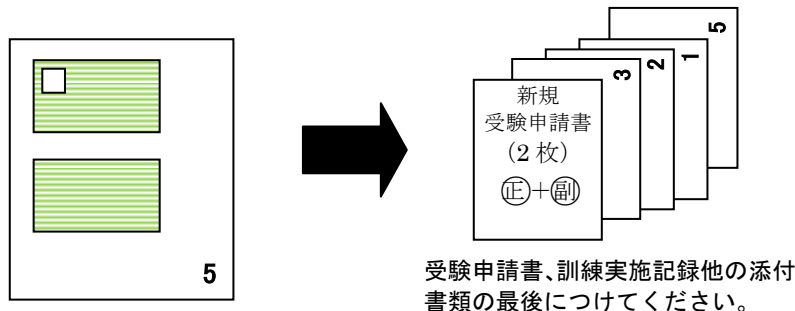 5
新規
受験申請書
（2 枚）
㊣+㊓
3
2
1
5
受験申請書、訓練実施記録他の添付
書類の最後につけてください。